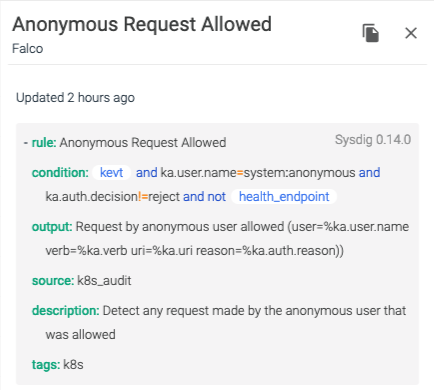 Anonymous Request Allowed
Falco
Updated 2 hours ago
- rule: Anonymous Request Allowed
Sysdig 0.14.0
condition: kevt and ka.user.name=system:anonymous and
ka.auth.decision!=reject and not health_endpoint
output: Request by anonymous user allowed (user=%ka.user.name
verb=%ka.verb uri=%ka.uri reason=%ka.auth.reason))
source: k8s_audit
description: Detect any request made by the anonymous user that
was allowed
tags: k8s